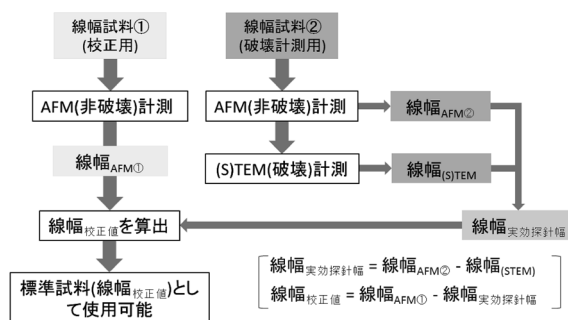 線幅試料①
(校正用)
線幅試料②
(破壊計測用)
AFM(非破壊)計測
AFM(非破壊)計測
線幅AFM②
線幅AFM①
(S)TEM(破壊)計測
線幅(S)TEM
線幅校正値を算出
線幅実効探針幅
標準試料(線幅校正値)とし
て使用可能
線幅実効探針幅 = 線幅AFM② - 線幅(STEM)
線幅校正値 = 線幅AFM① - 線幅実効探針幅